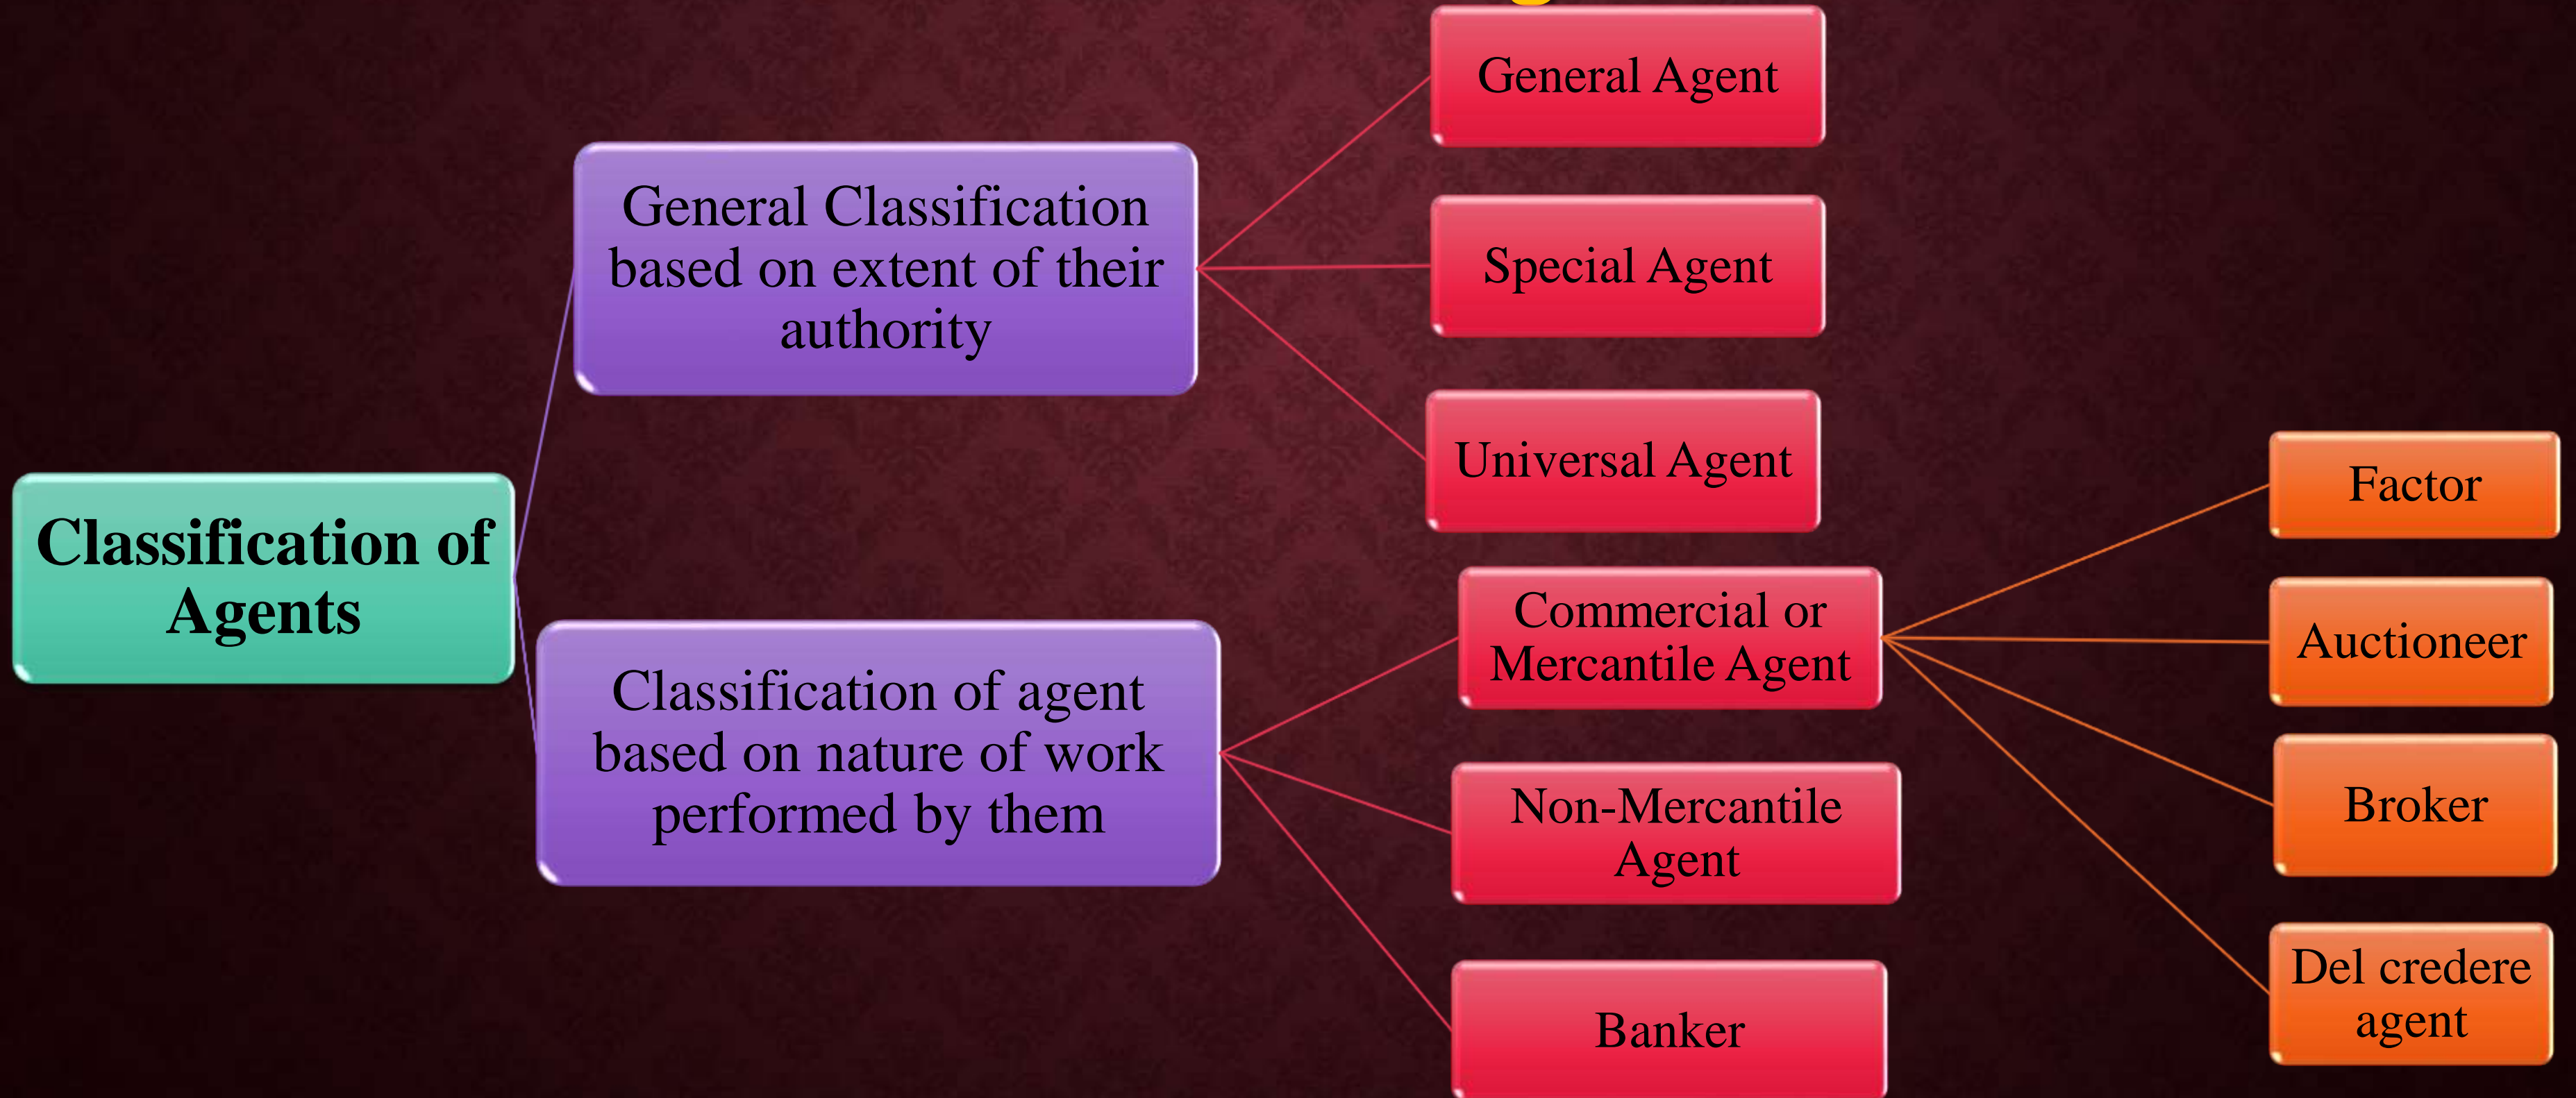 Classification of
Agents
General Classification
based on extent of their
authority
General Agent
Special Agent
Universal Agent
Classification of agent
based on nature of work
performed by them
Commercial or
Mercantile Agent
Factor
Auctioneer
Broker
Del credere
agent
Non-Mercantile
Agent
Banker